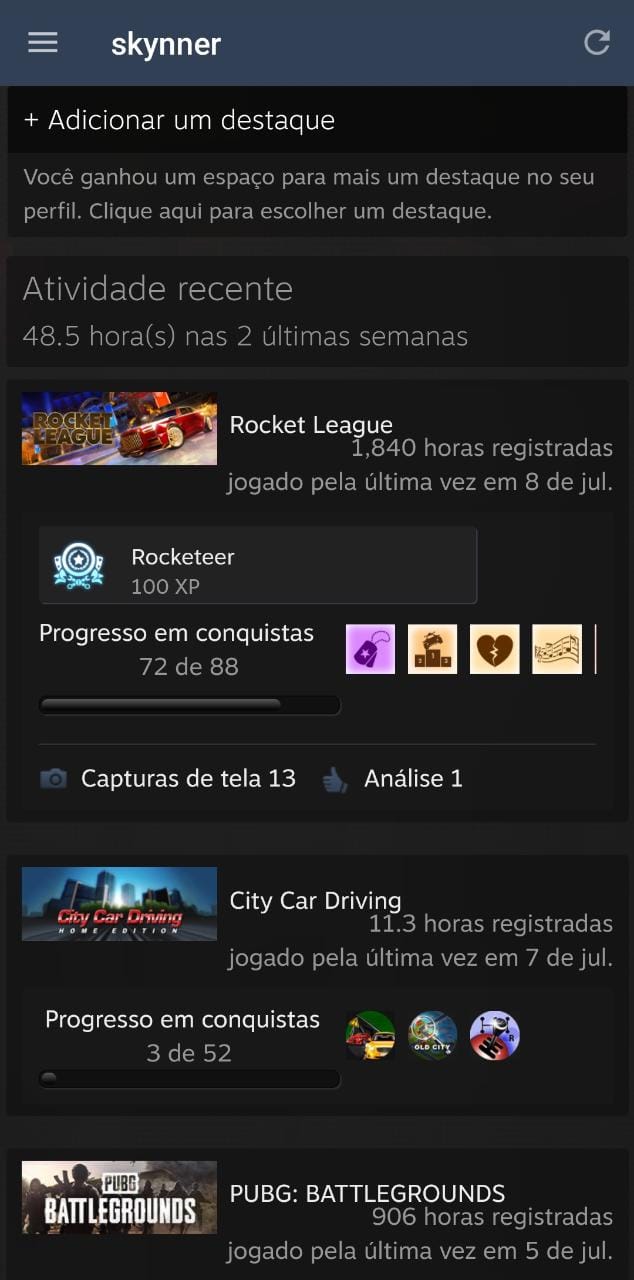 skynner
+ Adicionar um destaque
Você ganhou um espaço para mais um destaque no seu
perfil. Clique aqui para escolher um destaque.
Atividade recente
48.5 hora(s) nas 2 últimas semanas
ROCKET
LEAGUE
Rocket League
1,840 horas registradas
jogado pela última vez em 8 de jul.
Rocketeer
100 XP
Progresso em conquistas
72 de 88
Capturas de tela 13
Análise 1
City Car Driving
HOME EDITION
City Car Driving
11.3 horas registradas
jogado pela última vez em 7 de jul.
Progresso em conquistas
3 de 52
OLD CITY
R
PUBG
BATTLEGROUNDS
PUBG: BATTLEGROUNDS
906 horas registradas
jogado pela última vez em 5 de jul.